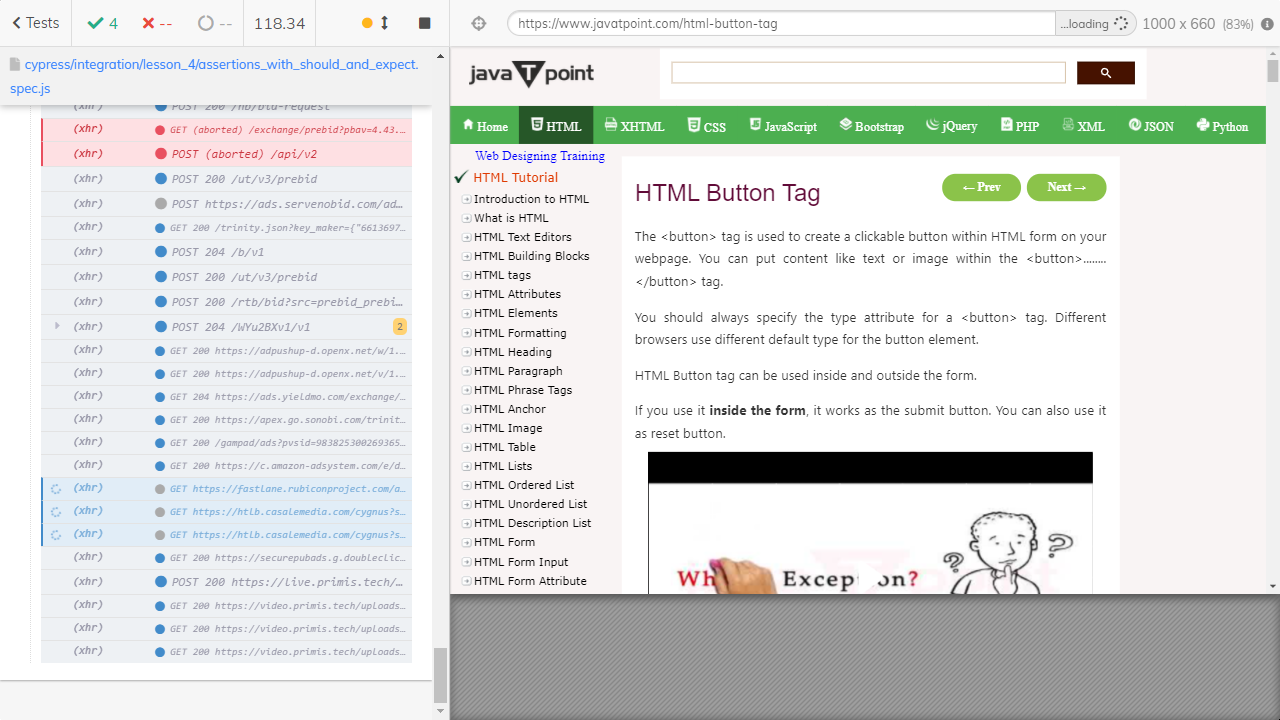 Tests
4
--
--
118.34
https://www.javatpoint.com/html-button-tag
...loading
1000 x 660 (83%)
cypress/integration/lesson_4/assertions_with_should_and_expect.
spec.js
(xhr) POST 200 /hb/bid-request
(xhr) GET (aborted) /exchange/prebid?pbav=4.43....
(xhr) POST (aborted) /api/v2
(xhr) POST 200 /ut/v3/prebid
(xhr) POST https://ads.servenobid.com/ad...
(xhr) GET 200 /trinity.json?key_maker={"6613697...
(xhr) POST 204 /b/v1
(xhr) POST 200 /ut/v3/prebid
(xhr) POST 200 /rtb/bid?src=prebid_prebi...
(xhr) POST 204 /WYu2BXv1/v1 2
(xhr) GET 200 https://adpushup-d.openx.net/w/1....
(xhr) GET 200 https://adpushup-d.openx.net/v/1....
(xhr) GET 204 https://ads.yieldmo.com/exchange/...
(xhr) GET 200 https://apex.go.sonobi.com/trinit...
(xhr) GET 200 /gampad/ads?pvsid=983825300269365...
(xhr) GET 200 https://c.amazon-adsystem.com/e/d...
(xhr) GET https://fastlane.rubiconproject.com/a...
(xhr) GET https://htlb.casalemedia.com/cygnus?s...
(xhr) GET https://htlb.casalemedia.com/cygnus?s...
(xhr) GET 200 https://securepubads.g.doubleclic...
(xhr) POST 200 https://live.primis.tech/...
(xhr) GET 200 https://video.primis.tech/uploads...
(xhr) GET 200 https://video.primis.tech/uploads...
(xhr) GET 200 https://video.primis.tech/uploads...
java T point
Home HTML XHTML CSS JavaScript Bootstrap jQuery PHP XML JSON Python
Web Designing Training
HTML Tutorial
Introduction to HTML
What is HTML
HTML Text Editors
HTML Building Blocks
HTML tags
HTML Attributes
HTML Elements
HTML Formatting
HTML Heading
HTML Paragraph
HTML Phrase Tags
HTML Anchor
HTML Image
HTML Table
HTML Lists
HTML Ordered List
HTML Unordered List
HTML Description List
HTML Form
HTML Form Input
HTML Form Attribute
HTML Button Tag
← Prev
Next →
The <button> tag is used to create a clickable button within HTML form on your
webpage. You can put content like text or image within the <button>........
</button> tag.
You should always specify the type attribute for a <button> tag. Different
browsers use different default type for the button element.
HTML Button tag can be used inside and outside the form.
If you use it inside the form, it works as the submit button. You can also use it
as reset button.
Exception?